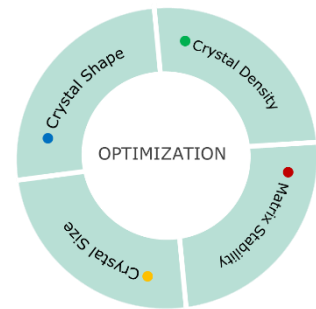 Crystal Shape
Crystal Density
OPTIMIZATION
Matrix Stability
Crystal Size